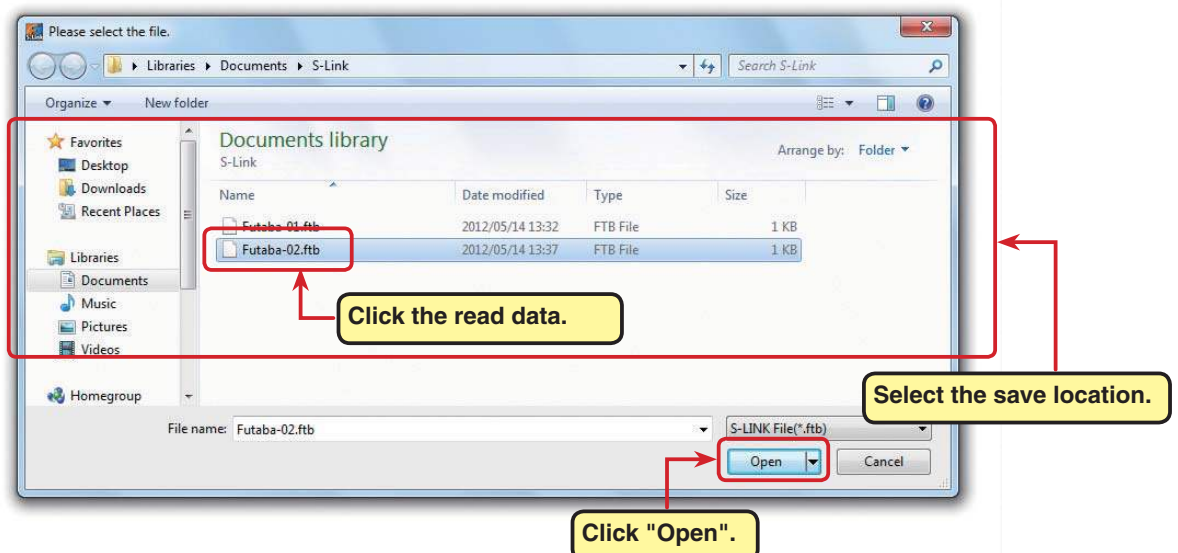 Please select the file.
Libraries Documents S-Link
Search S-Link
Organize New folder
Favorites
Desktop
Downloads
Recent Places
Libraries
Documents
Music
Pictures
Videos
Homegroup
Documents library
S-Link
Arrange by: Folder
Name Date modified Type Size
Futaba-01.ftb 2012/05/14 13:32 FTB File 1 KB
Futaba-02.ftb 2012/05/14 13:37 FTB File 1 KB
Click the read data.
Select the save location.
File name: Futaba-02.ftb S-LINK File(*.ftb)
Open Cancel
Click "Open".